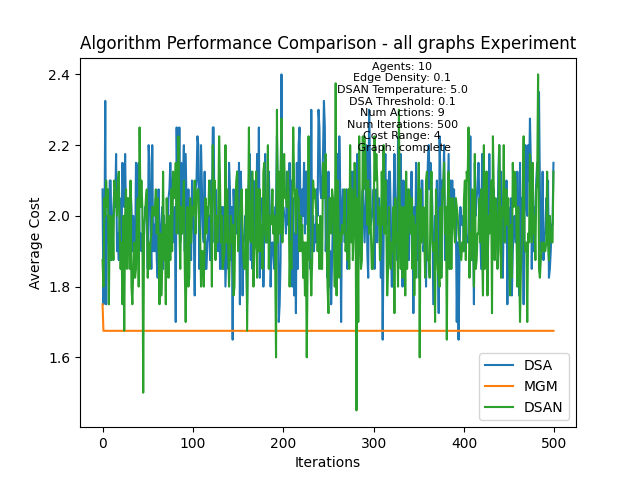 Algorithm Performance Comparison - all graphs Experiment
Agents: 10
Edge Density: 0.1
DSAN Temperature: 5.0
DSA Threshold: 0.1
Num Actions: 9
Num Iterations: 500
Cost Range: 4
Graph: complete
Average Cost
2.4
2.2
2.0
1.8
1.6
0
100
200
300
400
500
Iterations
DSA
MGM
DSAN